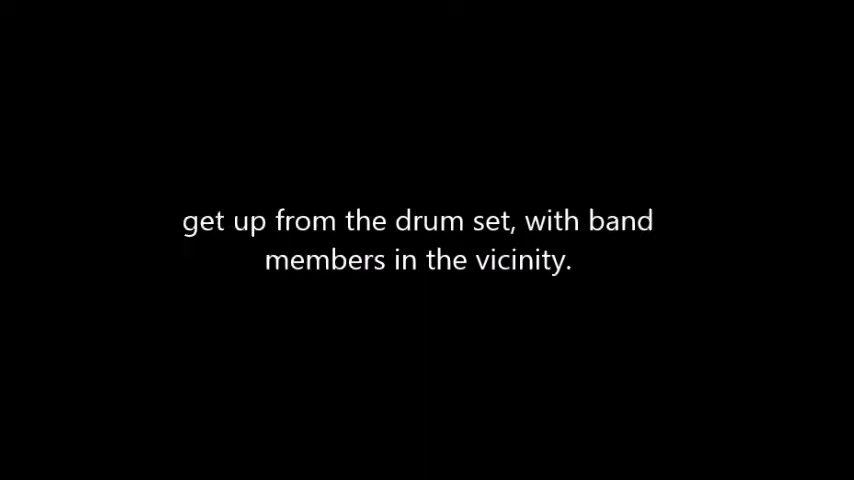 get up from the drum set, with band
members in the vicinity.